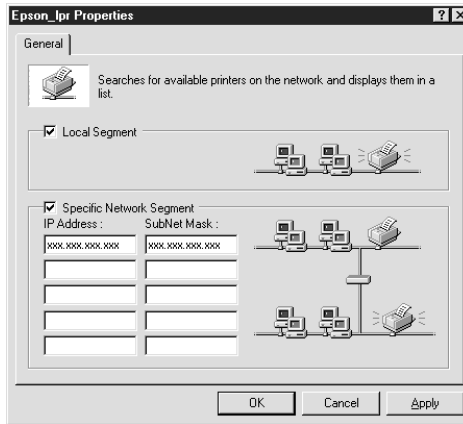 Epson_lpr Properties
General
Searches for available printers on the network and displays them in a
list.
Local Segment
Specific Network Segment
IP Address : SubNet Mask :
xxx.xxx.xxx.xxx xxx.xxx.xxx.xxx
OK Cancel Apply